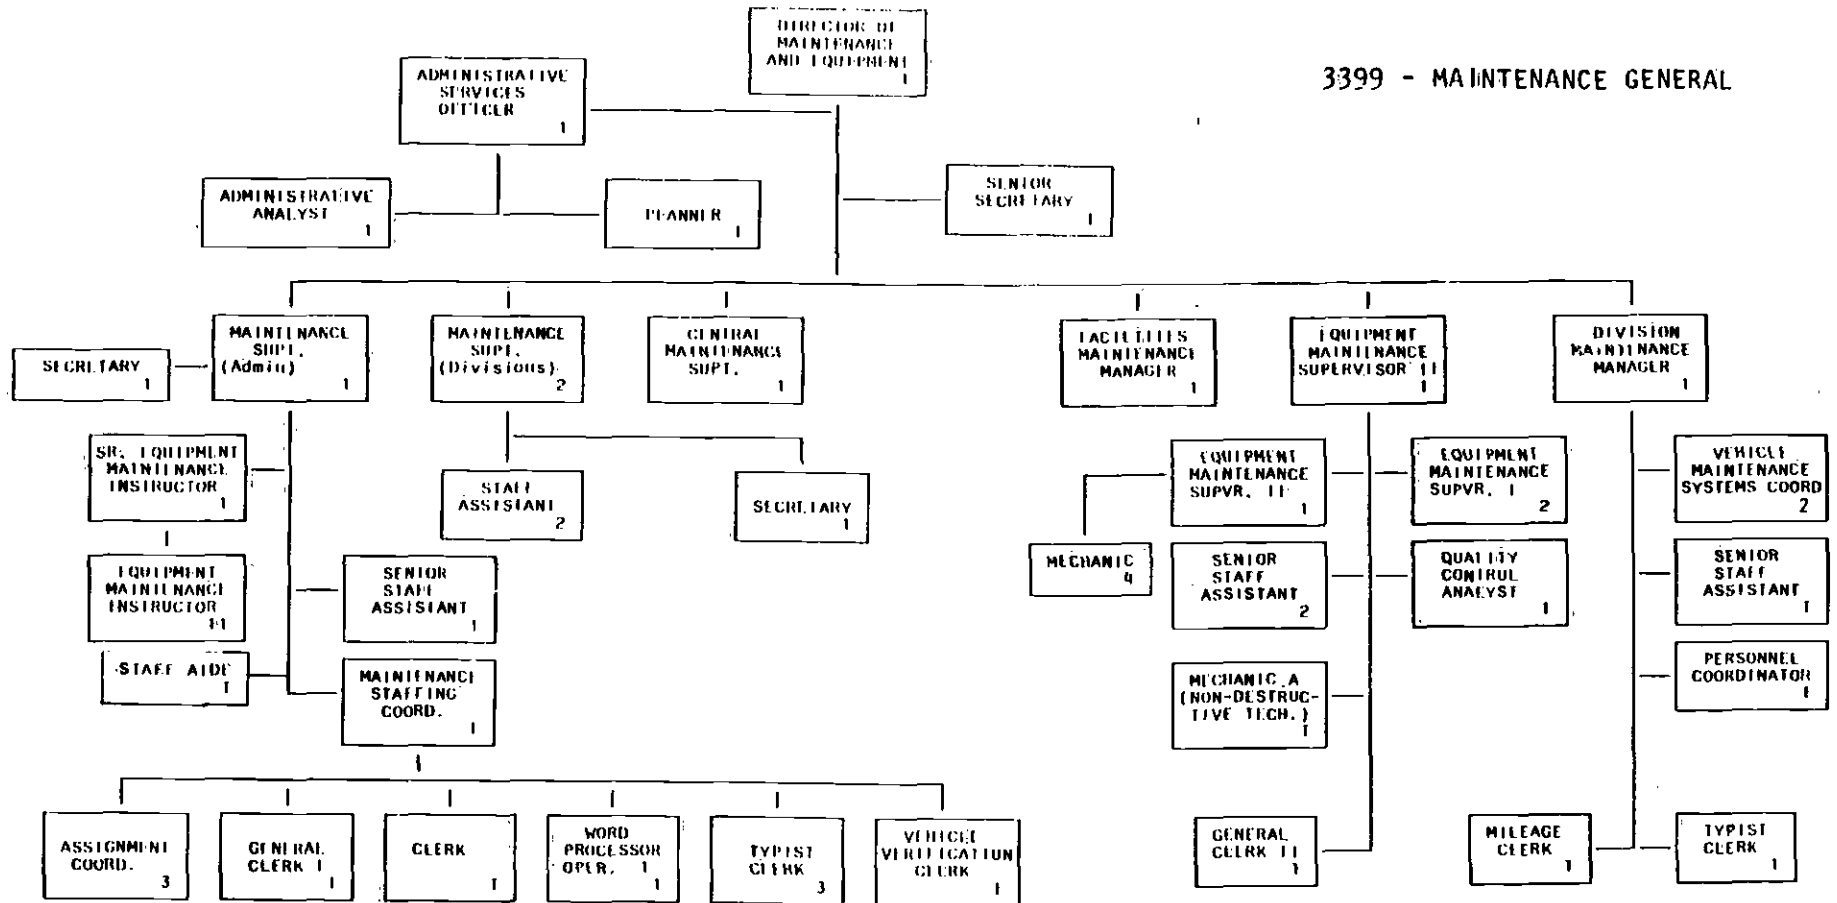 DIRECTOR OF
MAINTENANCE
AND EQUIPMENT
1
3399 - MAINTENANCE GENERAL
ADMINISTRATIVE
SERVICES
OFFICER
1
ADMINISTRATIVE
ANALYST
1
PLANNER
1
SENIOR
SECRETARY
1
SECRETARY
1
MAINTENANCE
SUPT.
(Admin)
1
MAINTENANCE
SUPT.
(Divisions)
2
CENTRAL
MAINTENANCE
SUPT.
1
FACILITIES
MAINTENANCE
MANAGER
1
EQUIPMENT
MAINTENANCE
SUPERVISOR II
1
DIVISION
MAINTENANCE
MANAGER
1
SR. EQUIPMENT
MAINTENANCE
INSTRUCTOR
1
STAFF
ASSISTANT
2
SECRETARY
1
EQUIPMENT
MAINTENANCE
SUPVR. II
1
EQUIPMENT
MAINTENANCE
SUPVR. I
2
VEHICLE
MAINTENANCE
SYSTEMS COORD
2
EQUIPMENT
MAINTENANCE
INSTRUCTOR
11
SENIOR
STAFF
ASSISTANT
1
MECHANIC
4
SENIOR
STAFF
ASSISTANT
2
QUALITY
CONTROL
ANALYST
1
SENIOR
STAFF
ASSISTANT
1
STAFF AIDE
1
MAINTENANCE
STAFFING
COORD.
1
MECHANIC A
(NON-DESTRUC-
TIVE TECH.)
1
PERSONNEL
COORDINATOR
1
ASSIGNMENT
COORD.
3
GENERAL
CLERK I
1
CLERK
1
WORD
PROCESSOR
OPER. 1
1
TYPIST
CLERK
3
VEHICLE
VERIFICATION
CLERK
1
GENERAL
CLERK II
1
MILEAGE
CLERK
1
TYPIST
CLERK
1